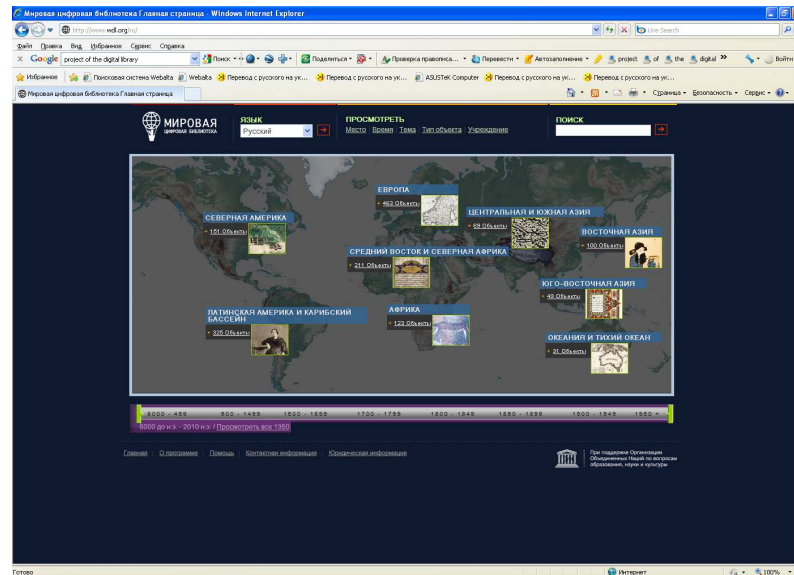 Мировая цифровая библиотека Главная страница - Windows Internet Explorer
http://www.wdl.org/ru/
Live Search
Файл Правка Вид Избранное Сервис Справка
Google project of the digital library Поиск Поделиться Проверка правописа... Перевести Автозаполнение project of the digital Войти
Избранное Поисковая система Webalta Webalta Перевод с русского на ук... Перевод с русского на ук... ASUSTeK Computer Перевод с русского на ук... Перевод с русского на ук...
Мировая цифровая библиотека Главная страница Страница Безопасность Сервис
МИРОВАЯ
ЦИФРОВАЯ БИБЛИОТЕКА
ЯЗЫК
Русский
ПРОСМОТРЕТЬ
Место Время Тема Тип объекта Учреждение
ПОИСК
ЕВРОПА
463 Объекты
СЕВЕРНАЯ АМЕРИКА
151 Объекты
ЦЕНТРАЛЬНАЯ И ЮЖНАЯ АЗИЯ
69 Объекты
ВОСТОЧНАЯ АЗИЯ
100 Объекты
СРЕДНИЙ ВОСТОК И СЕВЕРНАЯ АФРИКА
211 Объекты
ЮГО-ВОСТОЧНАЯ АЗИЯ
49 Объекты
ЛАТИНСКАЯ АМЕРИКА И КАРИБСКИЙ
БАССЕЙН
325 Объекты
АФРИКА
123 Объекты
ОКЕАНИЯ И ТИХИЙ ОКЕАН
31 Объекты
8000 - 499 500 - 1499 1500 - 1699 1700 - 1799 1800 - 1849 1850 - 1899 1900 - 1949 1950 +
8000 до н.э. - 2010 н.э. / Просмотреть все 1350
Главная О программе Помощь Контактная информация Юридическая информация
При поддержке Организации
Объединенных Наций по вопросам
образования, науки и культуры
Готово Интернет 100%